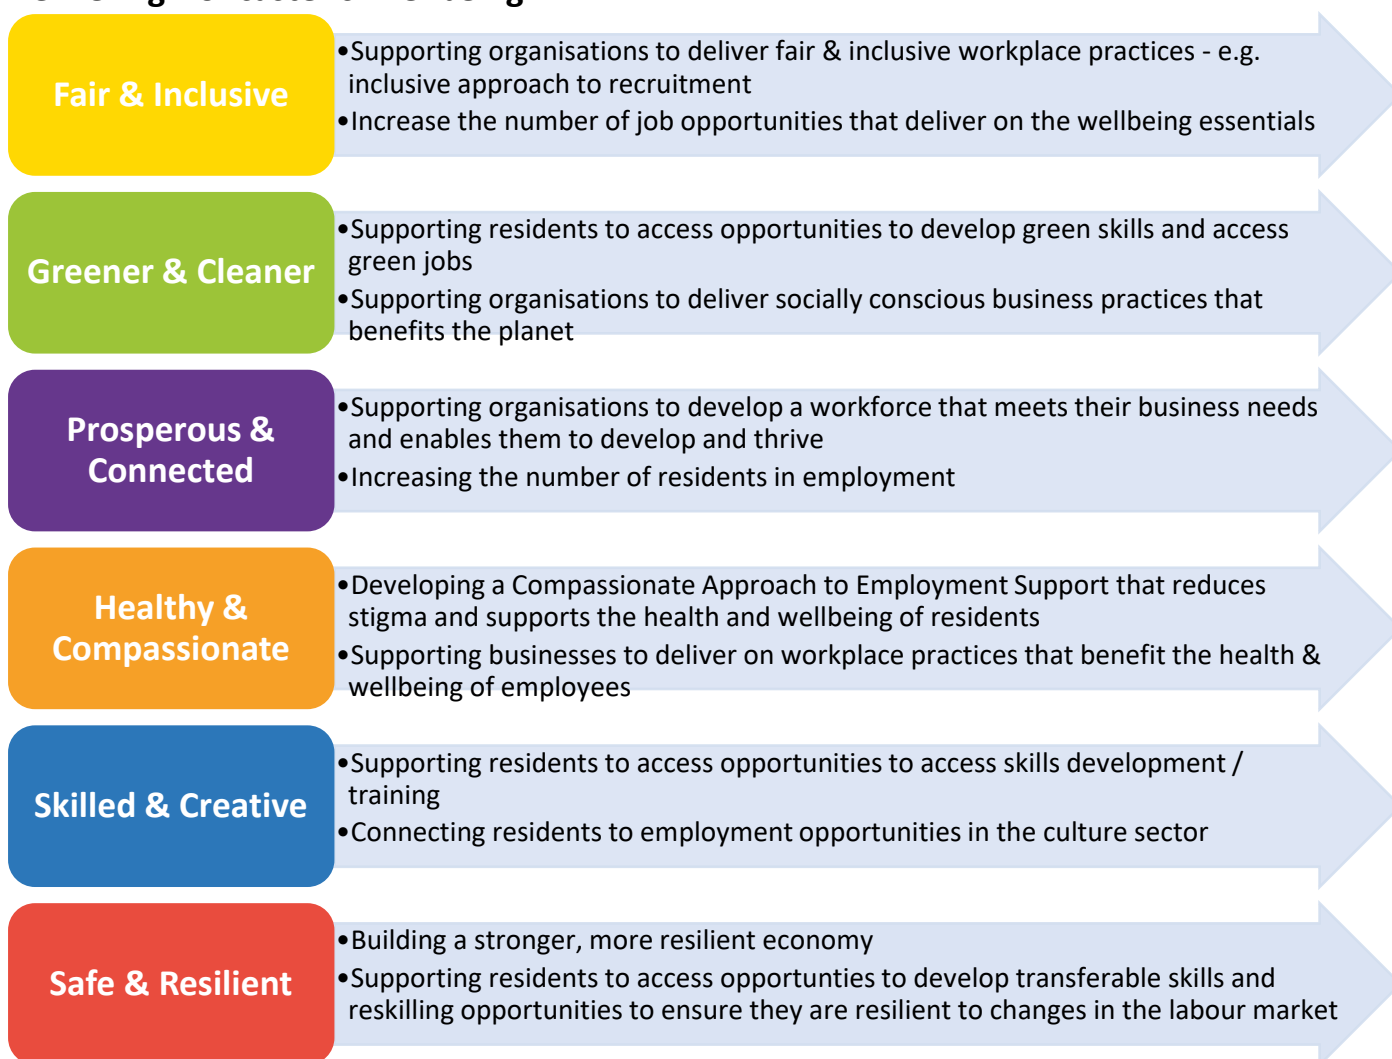 Fair & Inclusive
•Supporting organisations to deliver fair & inclusive workplace practices - e.g.
inclusive approach to recruitment
•Increase the number of job opportunities that deliver on the wellbeing essentials
Greener & Cleaner
•Supporting residents to access opportunities to develop green skills and access
green jobs
•Supporting organisations to deliver socially conscious business practices that
benefits the planet
Prosperous &
Connected
•Supporting organisations to develop a workforce that meets their business needs
and enables them to develop and thrive
•Increasing the number of residents in employment
Healthy &
Compassionate
•Developing a Compassionate Approach to Employment Support that reduces
stigma and supports the health and wellbeing of residents
•Supporting businesses to deliver on workplace practices that benefit the health &
wellbeing of employees
Skilled & Creative
•Supporting residents to access opportunities to access skills development /
training
•Connecting residents to employment opportunities in the culture sector
Safe & Resilient
•Building a stronger, more resilient economy
•Supporting residents to access opportunties to develop transferable skills and
reskilling opportunities to ensure they are resilient to changes in the labour market